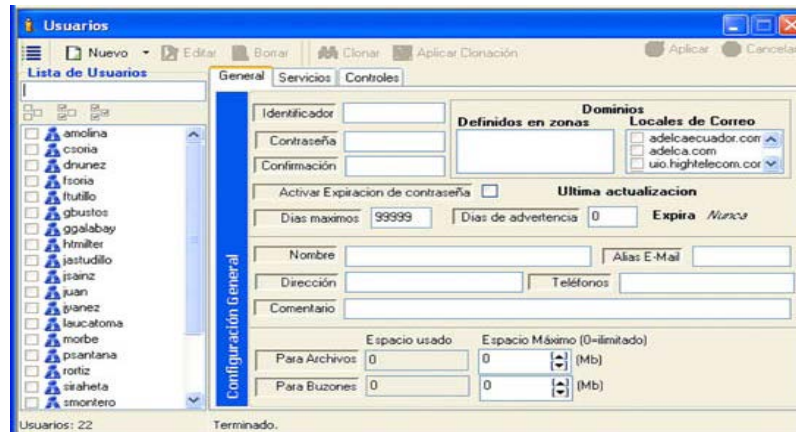 Usuarios
Nuevo Editar Borrar Clonar Aplicar Clonación Aplicar Cancelar
Lista de Usuarios
General Servicios Controles
Identificador
Contraseña
Confirmación
Dominios
Definidos en zonas
Locales de Correo
adelcaecuador.com
adelca.com
uio.hightelecom.cor
Activar Expiracion de contraseña
Ultima actualizacion
Dias maximos 99999 Dias de advertencia 0 Expira Nunca
Nombre Alias E-Mail
Dirección Teléfonos
Comentario
Espacio usado Espacio Máximo (0=ilimitado)
Para Archivos 0 0 (Mb)
Para Buzones 0 0 (Mb)
Configuración General
amolina
csoria
dnunez
fsoria
ftutillo
gbustos
ggalabay
htmilter
jastudillo
jsainz
juan
jyanez
laucatoma
morbe
psantana
rortiz
siraheta
smontero
Usuarios: 22 Terminado.